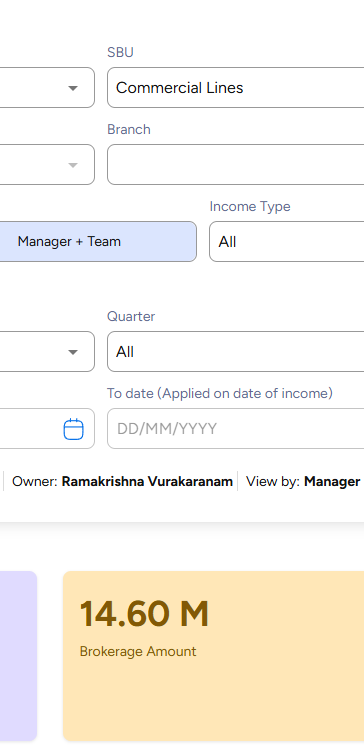 SBU
Commercial Lines
Branch
Income Type
Manager + Team
All
Quarter
All
To date (Applied on date of income)
DD/MM/YYYY
Owner: Ramakrishna Vurakaranam View by: Manager
14.60 M
Brokerage Amount